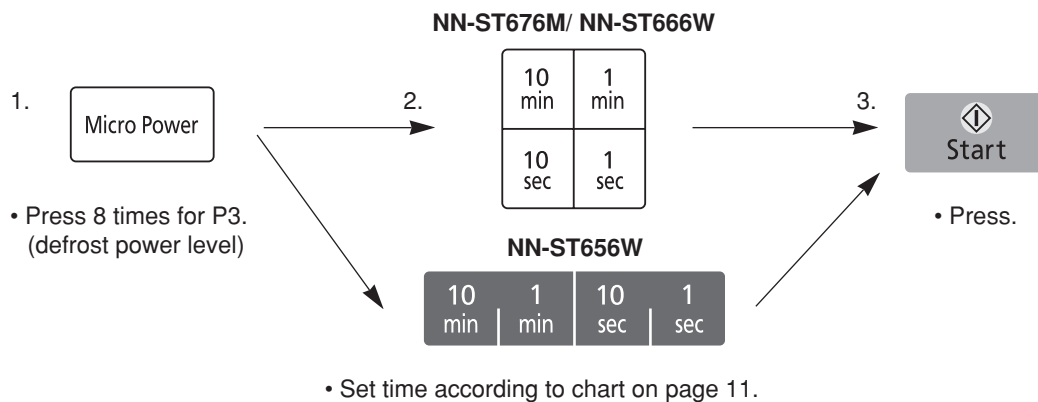 NN-ST676M/ NN-ST666W
1.
Micro Power
• Press 8 times for P3.
(defrost power level)
2.
10 min
1 min
10 sec
1 sec
NN-ST656W
10 min
1 min
10 sec
1 sec
• Set time according to chart on page 11.
3.
Start
• Press.